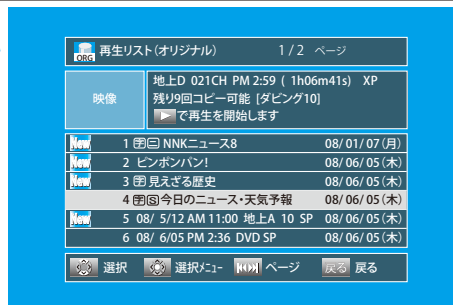 ORG 再生リスト(オリジナル) 1/2 ページ
映像
地上D 021CH PM 2:59 ( 1h06m41s) XP
残り9回コピー可能 [ダビング10]
で再生を開始します
New 1 字二 NNKニュース8 08/01/07(月)
New 2 ピンポンパン! 08/06/05(木)
New 3 字 見えざる歴史 08/06/05(木)
4 字S今日のニュース・天気予報 08/06/05(木)
New 5 08/ 5/12 AM 11:00 地上A 10 SP 08/06/05(木)
6 08/ 6/05 PM 2:36 DVD SP 08/06/05(木)
選択 選択メニュー ページ 戻る 戻る